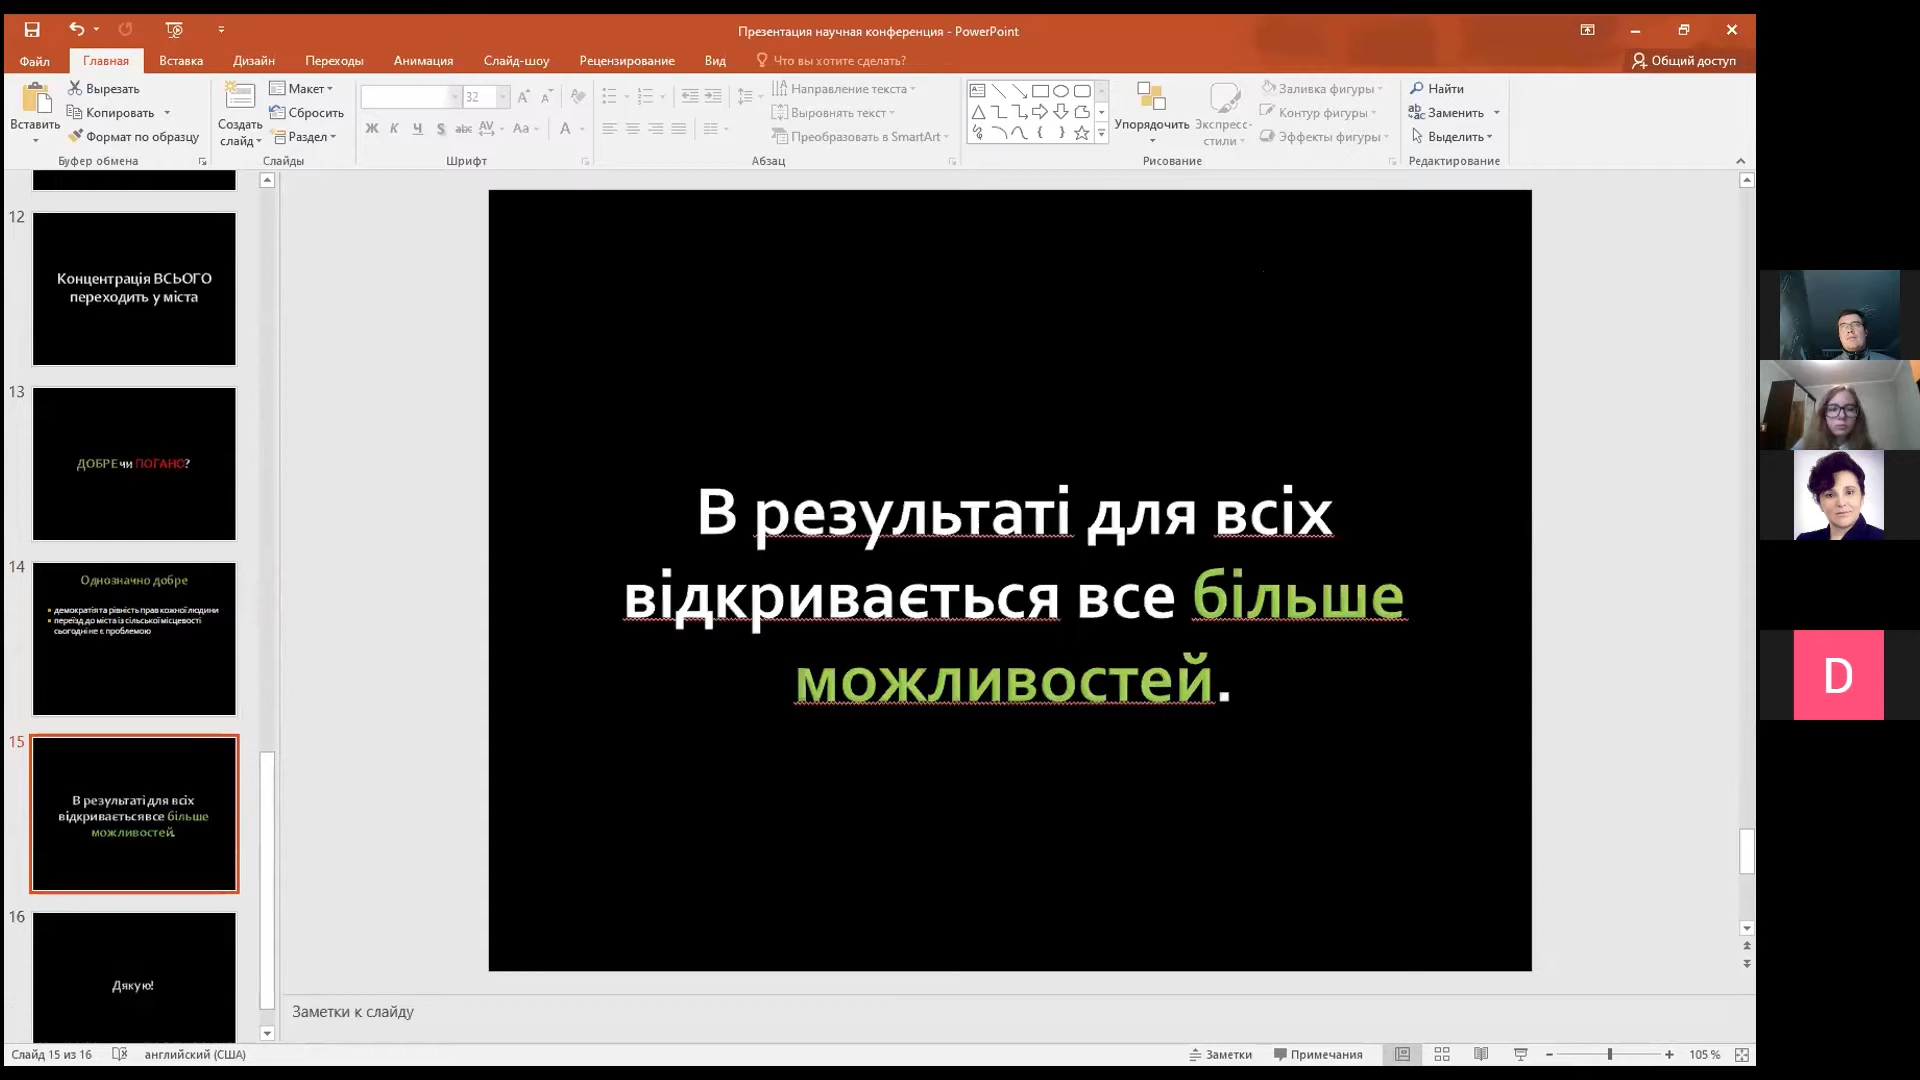 Презентация научная конференция - PowerPoint
Файл
Главная
Вставка
Дизайн
Переходы
Анимация
Слайд-шоу
Рецензирование
Вид
Что вы хотите сделать?
Общий доступ
Вставить
Вырезать
Копировать
Формат по образцу
Буфер обмена
Создать
слайд
Макет
Сбросить
Раздел
Слайды
32
Ж К Ч S abc AV Aa A
Шрифт
Направление текста
Выровнять текст
Преобразовать в SmartArt
Абзац
Упорядочить
Экспресс-
стили
Заливка фигуры
Контур фигуры
Эффекты фигуры
Рисование
Найти
Заменить
Выделить
Редактирование
12
Концентрація ВСЬОГО
переходить у міста
13
ДОБРЕ чи ПОГАНО?
14
Однозначно добре
демократія та рівність прав кожної людини
переїзд до міста із сільської місцевості
сьогодні не є проблемою
15
В результаті для всіх
відкривається все більше
можливостей.
16
Дякую!
В результаті для всіх
відкривається все більше
можливостей.
D
Заметки к слайду
Слайд 15 из 16
английский (США)
Заметки
Примечания
105 %